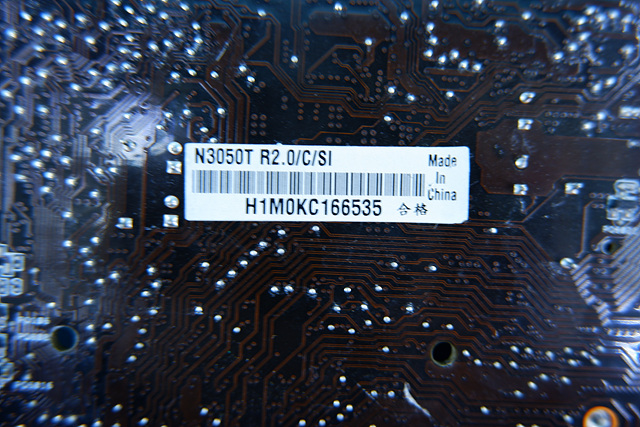 N3050T R2.0/C/SI
Made
In
China
H1M0KC166535 合格